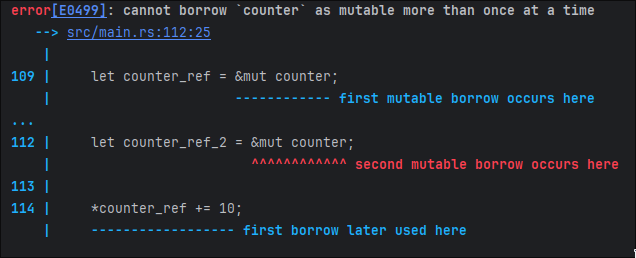 error[E0499]: cannot borrow `counter` as mutable more than once at a time
--> src/main.rs:112:25
|
109 | let counter_ref = &mut counter;
| ------------ first mutable borrow occurs here
...
112 | let counter_ref_2 = &mut counter;
| ^^^^^^^^^^^^ second mutable borrow occurs here
113 |
114 | *counter_ref += 10;
| ------------------ first borrow later used here